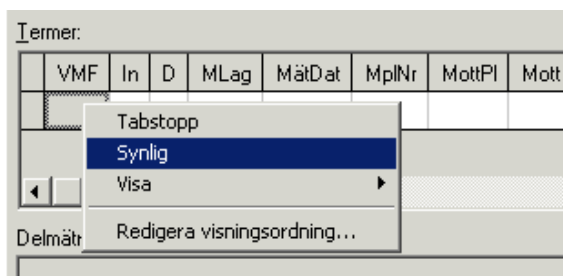 Termer:
VMF In D MLag MätDat MplNr MottPl Mott
Tabstopp
Synlig
Visa
Redigera visningsordning...
Delmätr